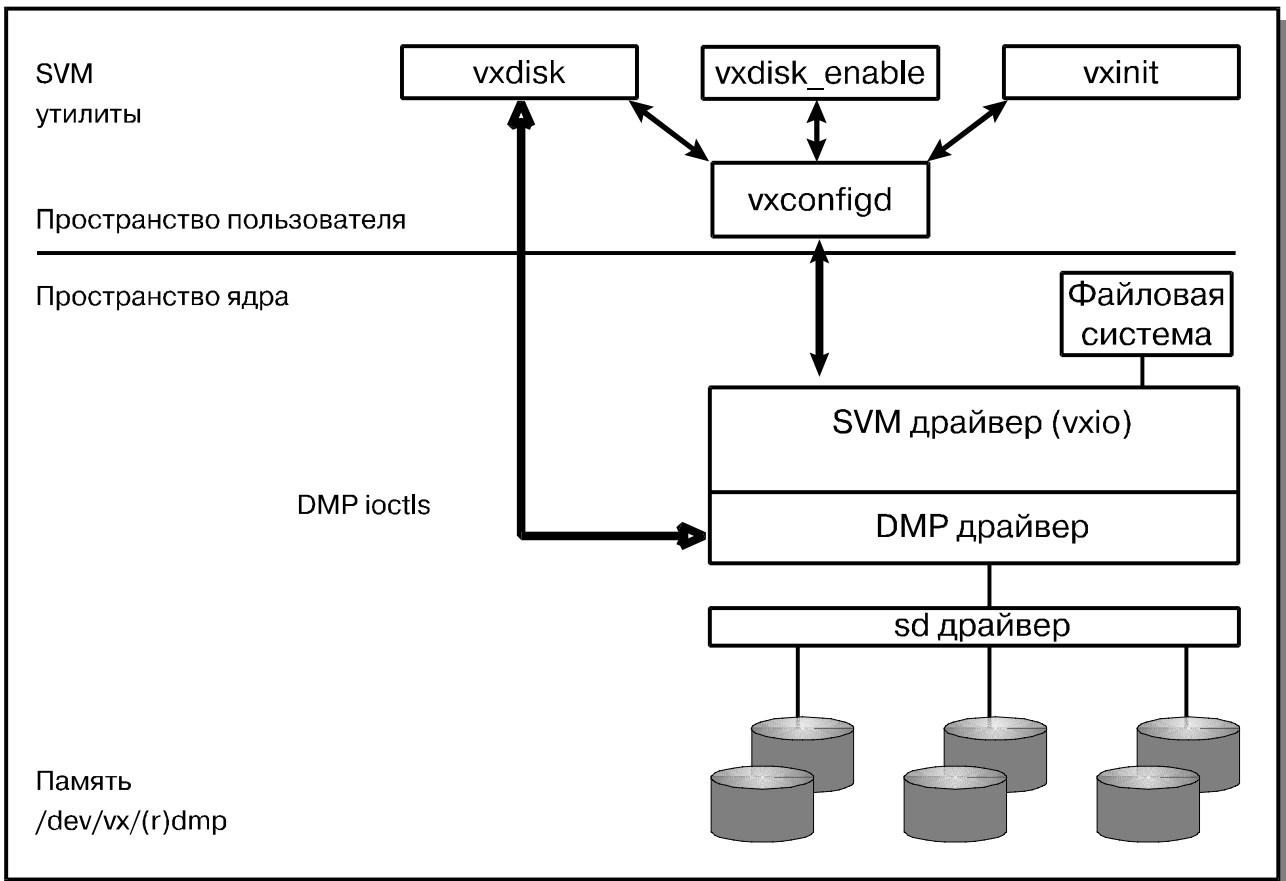 SVM
утилиты
vxdisk
vxdisk_enable
vxinit
vxconfigd
Пространство пользователя
Пространство ядра
Файловая
система
SVM драйвер (vxio)
DMP ioctls
DMP драйвер
sd драйвер
Память
/dev/vx/(r)dmp